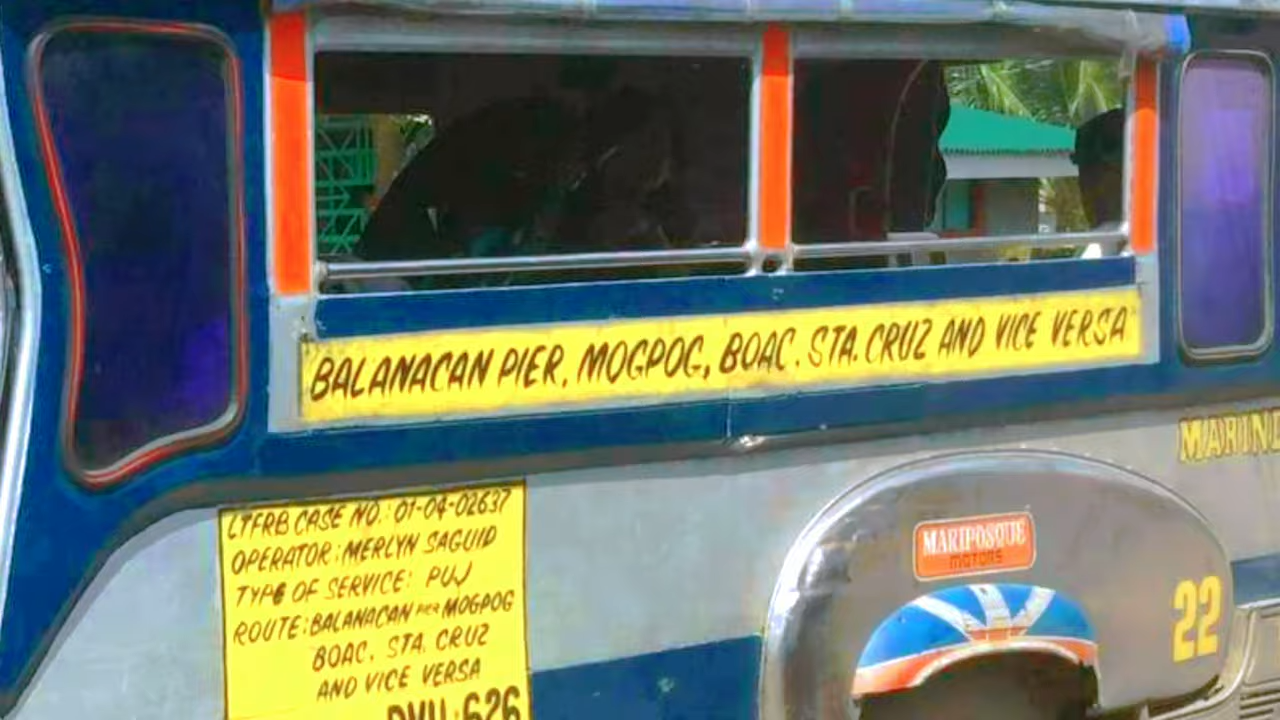 BALANACAN PIER, MOGPOG, BOAC. STA. CRUZ AND VICE VERSA
LTFRB CASE NO.: 01-04-02637
OPERATOR: MERLYN SAGUID
TYPE OF SERVICE: PUJ
ROUTE: BALANACAN PIER MOGPOG
BOAC. STA. CRUZ
AND VICE VERSA
626
MARIPOSQUE
MOTORS
22